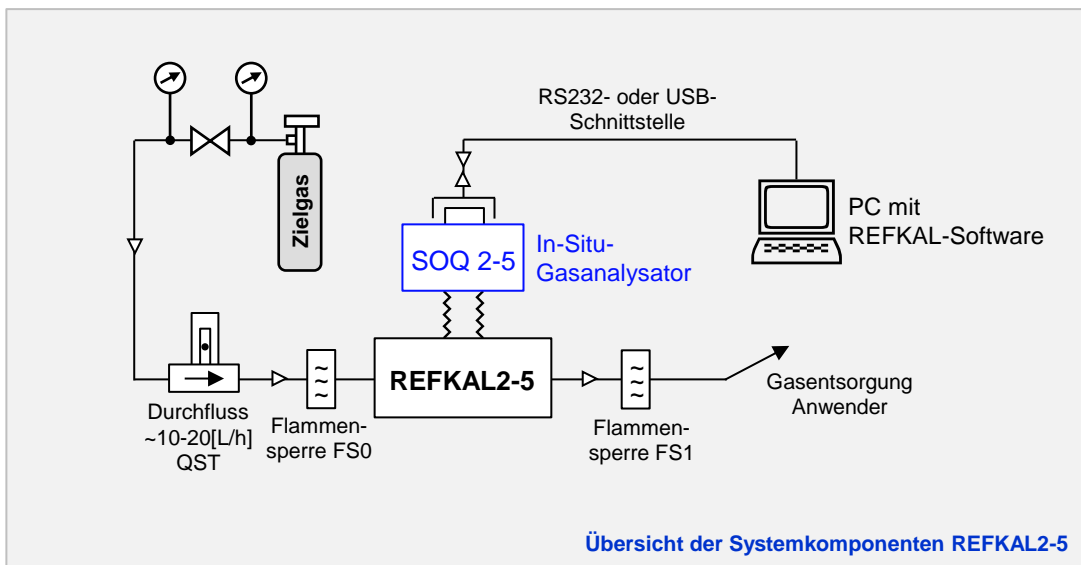 RS232- oder USB-
Schnittstelle
Zielgas
SOQ 2-5
In-Situ-
Gasanalysator
PC mit
REFKAL-Software
REFKAL2-5
Durchfluss
~10-20[L/h]
QST
Flammen-
sperre FS0
Flammen-
sperre FS1
Gasentsorgung
Anwender
Übersicht der Systemkomponenten REFKAL2-5